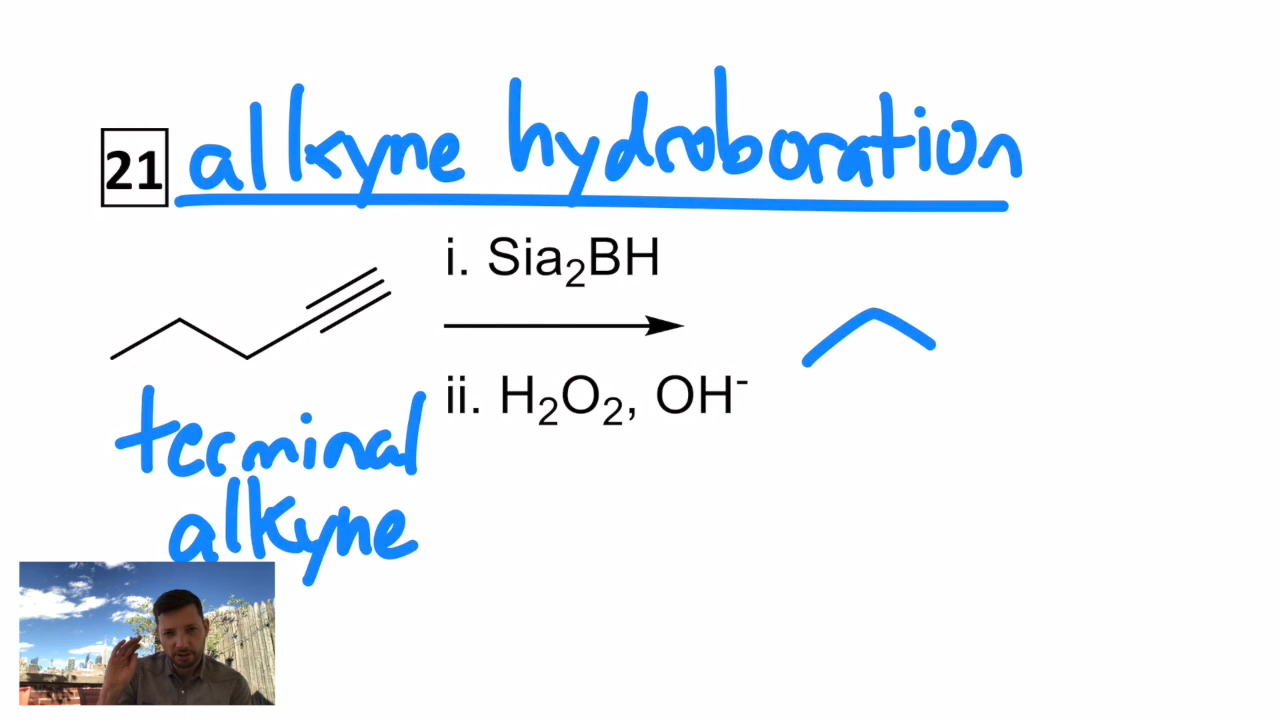 21 alkyne hydroboration
i. Sia₂BH
ii. H₂O₂, OH⁻
terminal
alkyne